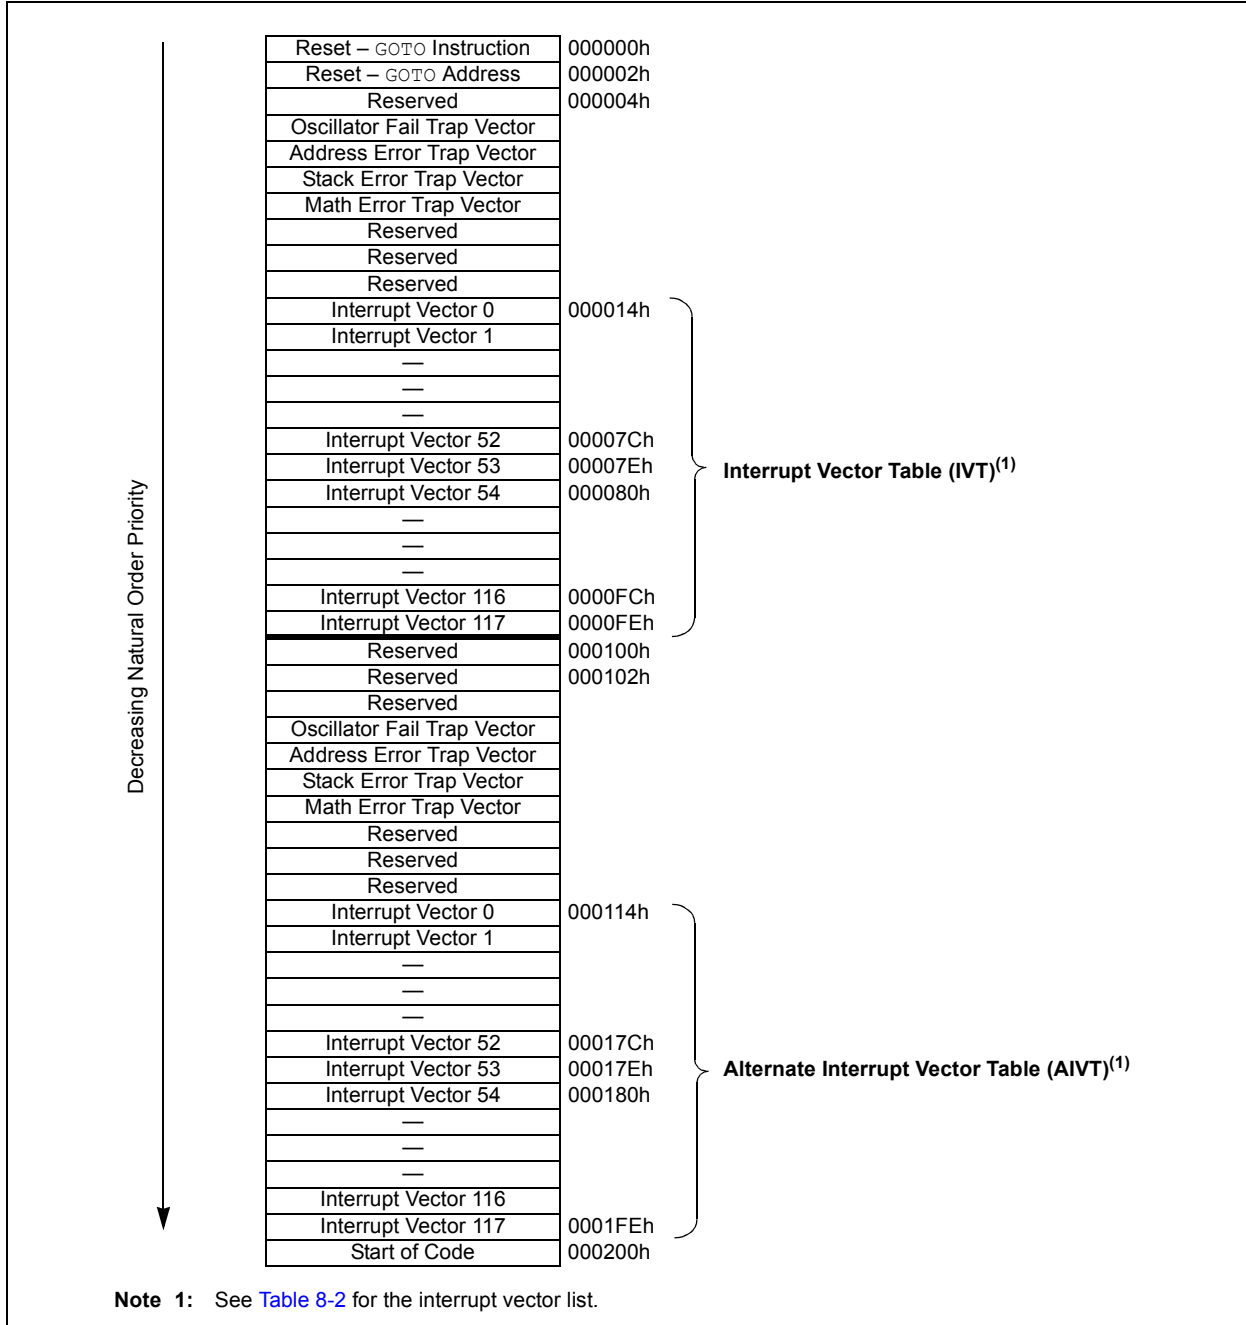 Reset – GOTO Instruction 000000h
Reset – GOTO Address 000002h
Reserved 000004h
Oscillator Fail Trap Vector
Address Error Trap Vector
Stack Error Trap Vector
Math Error Trap Vector
Reserved
Reserved
Reserved
Interrupt Vector 0 000014h
Interrupt Vector 1
—
—
—
Interrupt Vector 52 00007Ch
Interrupt Vector 53 00007Eh
Interrupt Vector 54 000080h
—
—
—
Interrupt Vector 116 0000FCh
Interrupt Vector 117 0000FEh
Interrupt Vector Table (IVT)(1)
Decreasing Natural Order Priority
Reserved 000100h
Reserved 000102h
Reserved
Oscillator Fail Trap Vector
Address Error Trap Vector
Stack Error Trap Vector
Math Error Trap Vector
Reserved
Reserved
Reserved
Interrupt Vector 0 000114h
Interrupt Vector 1
—
—
—
Interrupt Vector 52 00017Ch
Interrupt Vector 53 00017Eh
Interrupt Vector 54 000180h
—
—
—
Interrupt Vector 116
Interrupt Vector 117 0001FEh
Alternate Interrupt Vector Table (AIVT)(1)
Start of Code 000200h
Note 1: See Table 8-2 for the interrupt vector list.